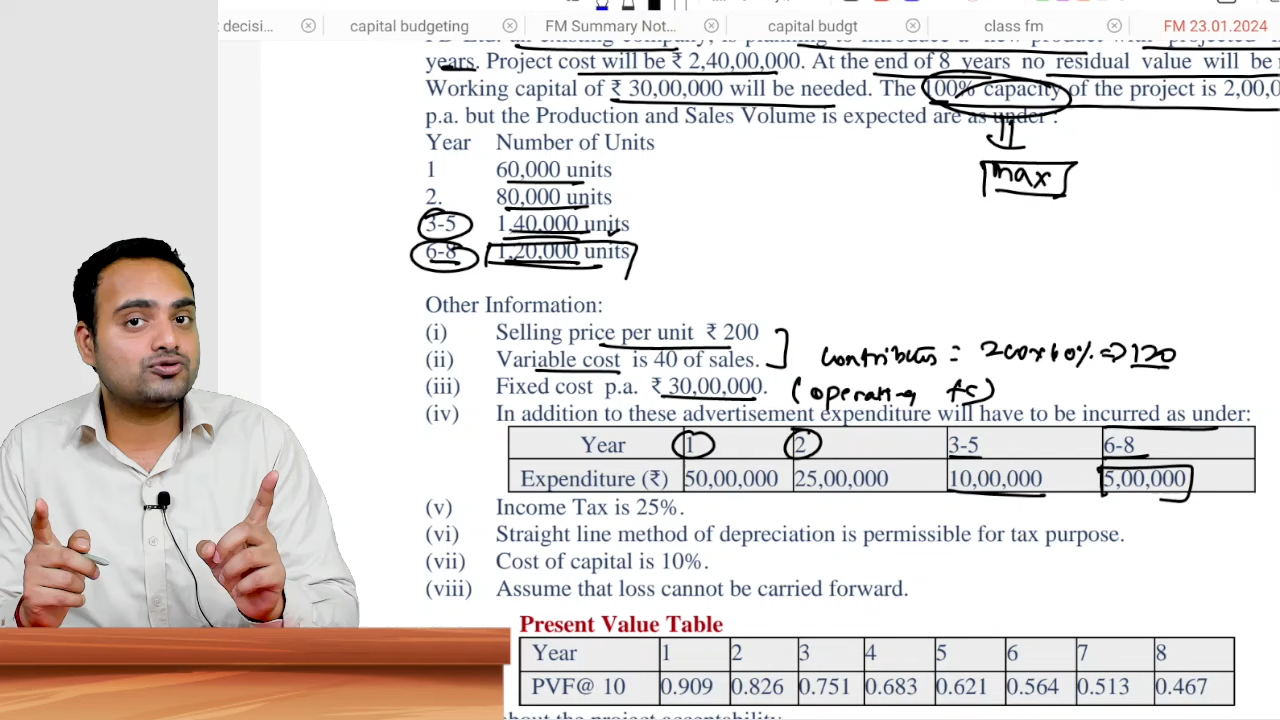 t decisi... capital budgeting FM Summary Not... capital budgt class fm FM 23.01.2024
years. Project cost will be ₹ 2,40,00,000. At the end of 8 years no residual value will be
Working capital of ₹ 30,00,000 will be needed. The 100% capacity of the project is 2,00,0
p.a. but the Production and Sales Volume is expected are as under :
Year Number of Units
1 60,000 units
max
2. 80,000 units
3-5 1,40,000 units
6-8 1,20,000 units
Other Information:
(i) Selling price per unit ₹ 200
(ii) Variable cost is 40 of sales. = 200x60% => 120
(iii) Fixed cost p.a. ₹ 30,00,000. (operating fc)
(iv) In addition to these advertisement expenditure will have to be incurred as under:
Year 1 2 3-5 6-8
Expenditure (₹) 50,00,000 25,00,000 10,00,000 5,00,000
(v) Income Tax is 25%.
(vi) Straight line method of depreciation is permissible for tax purpose.
(vii) Cost of capital is 10%.
(viii) Assume that loss cannot be carried forward.
Present Value Table
Year 1 2 3 4 5 6 7 8
PVF@ 10 0.909 0.826 0.751 0.683 0.621 0.564 0.513 0.467
about the project acceptability